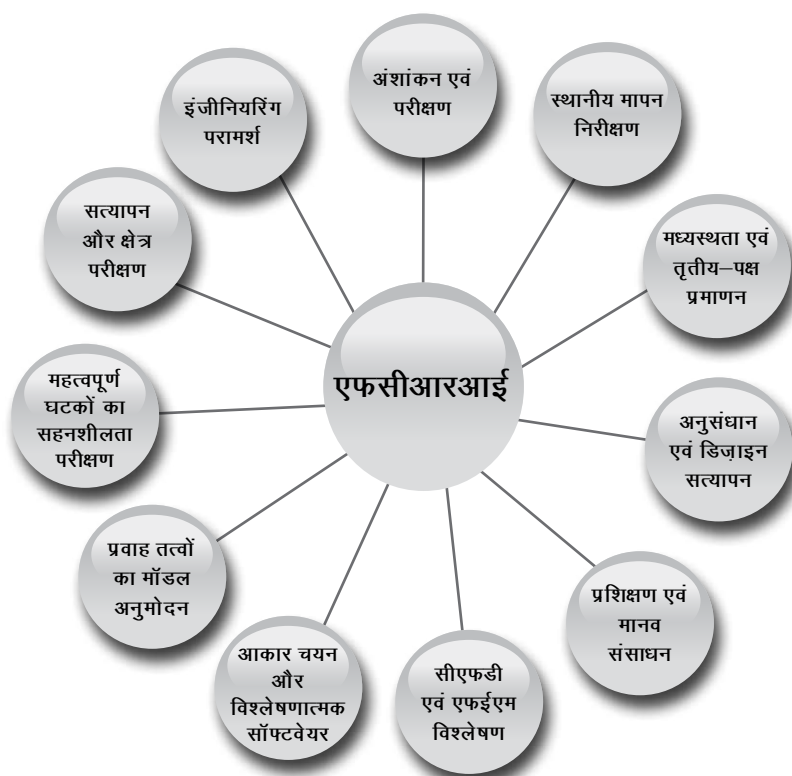 अंशांकन एवं
परीक्षण
स्थानीय मापन
निरीक्षण
मध्यस्थता एवं
तृतीय–पक्ष
प्रमाणन
अनुसंधान
एवं डिज़ाइन
सत्यापन
प्रशिक्षण एवं
मानव
संसाधन
सीएफडी
एवं एफईएम
विश्लेषण
आकार चयन
और
विश्लेषणात्मक
सॉफ्टवेयर
प्रवाह तत्वों
का मॉडल
अनुमोदन
महत्वपूर्ण
घटकों का
सहनशीलता
परीक्षण
सत्यापन
और क्षेत्र
परीक्षण
इंजीनियरिंग
परामर्श
एफसीआरआई